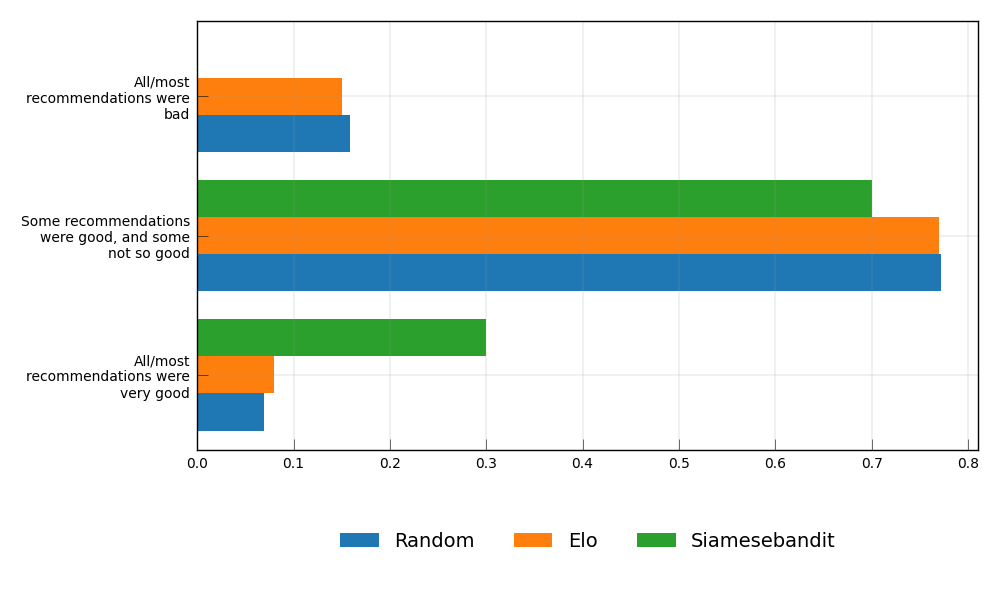 All/most
recommendations were
bad
Some recommendations
were good, and some
not so good
All/most
recommendations were
very good
0.0 0.1 0.2 0.3 0.4 0.5 0.6 0.7 0.8
Random Elo Siamesebandit